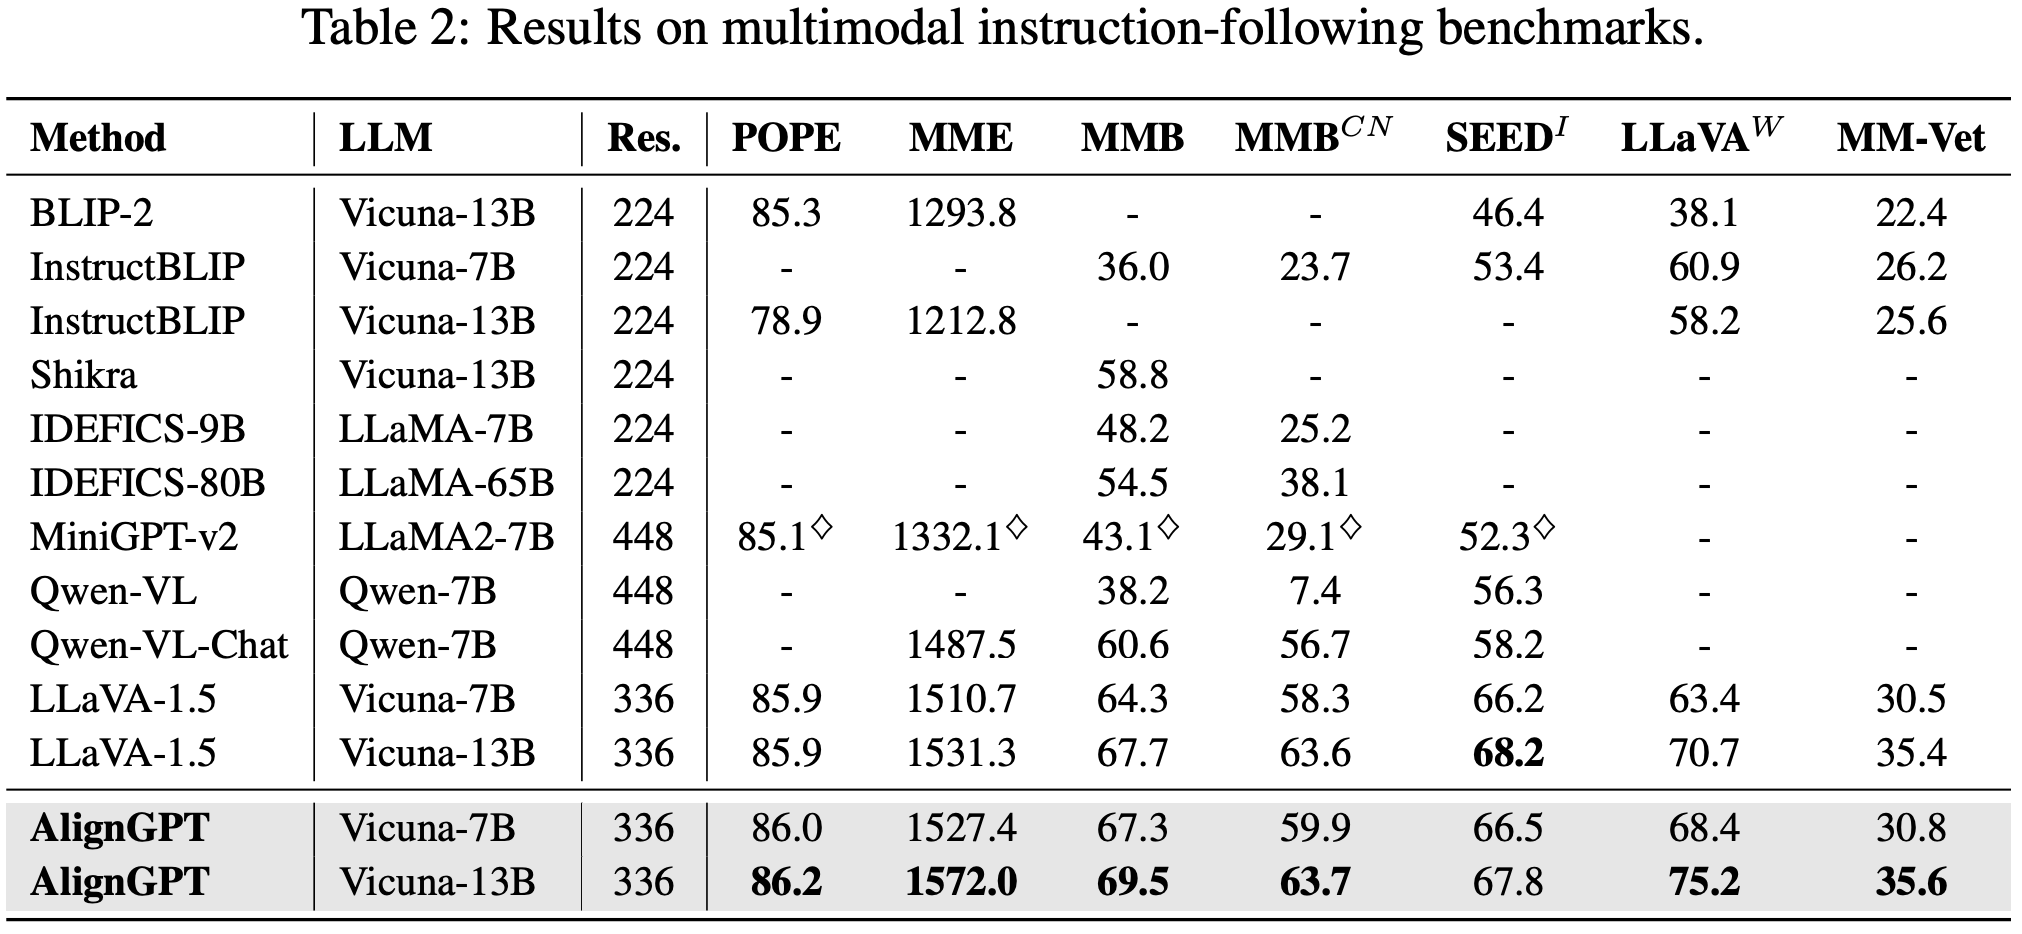 Table 2: Results on multimodal instruction-following benchmarks.
Method LLM Res. POPE MME MMB MMB^CN SEED^I LLaVA^W MM-Vet
BLIP-2 Vicuna-13B 224 85.3 1293.8 - - 46.4 38.1 22.4
InstructBLIP Vicuna-7B 224 - - 36.0 23.7 53.4 60.9 26.2
InstructBLIP Vicuna-13B 224 78.9 1212.8 - - - 58.2 25.6
Shikra Vicuna-13B 224 - - 58.8 - - - -
IDEFICS-9B LLaMA-7B 224 - - 48.2 25.2 - - -
IDEFICS-80B LLaMA-65B 224 - - 54.5 38.1 - - -
MiniGPT-v2 LLaMA2-7B 448 85.1◇ 1332.1◇ 43.1◇ 29.1◇ 52.3◇ - -
Qwen-VL Qwen-7B 448 - - 38.2 7.4 56.3 - -
Qwen-VL-Chat Qwen-7B 448 - 1487.5 60.6 56.7 58.2 - -
LLaVA-1.5 Vicuna-7B 336 85.9 1510.7 64.3 58.3 66.2 63.4 30.5
LLaVA-1.5 Vicuna-13B 336 85.9 1531.3 67.7 63.6 68.2 70.7 35.4
AlignGPT Vicuna-7B 336 86.0 1527.4 67.3 59.9 66.5 68.4 30.8
AlignGPT Vicuna-13B 336 86.2 1572.0 69.5 63.7 67.8 75.2 35.6